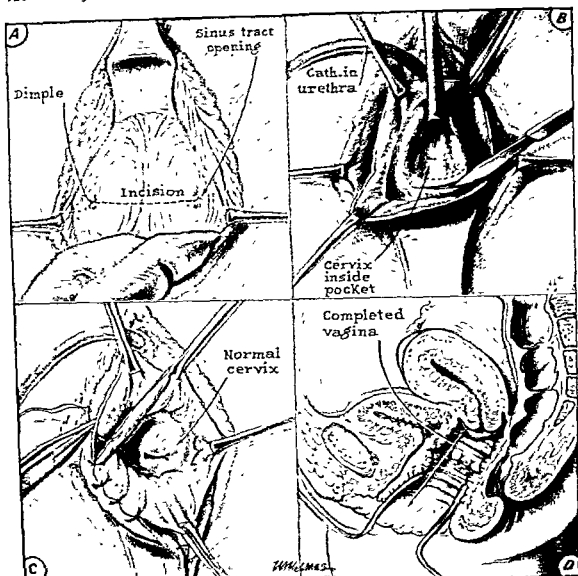 A
Sinus tract
opening
Dimple
Incision
B
Cath. in
urethra
Cervix
inside
pocket
Normal
cervix
C
Completed
vagina
D